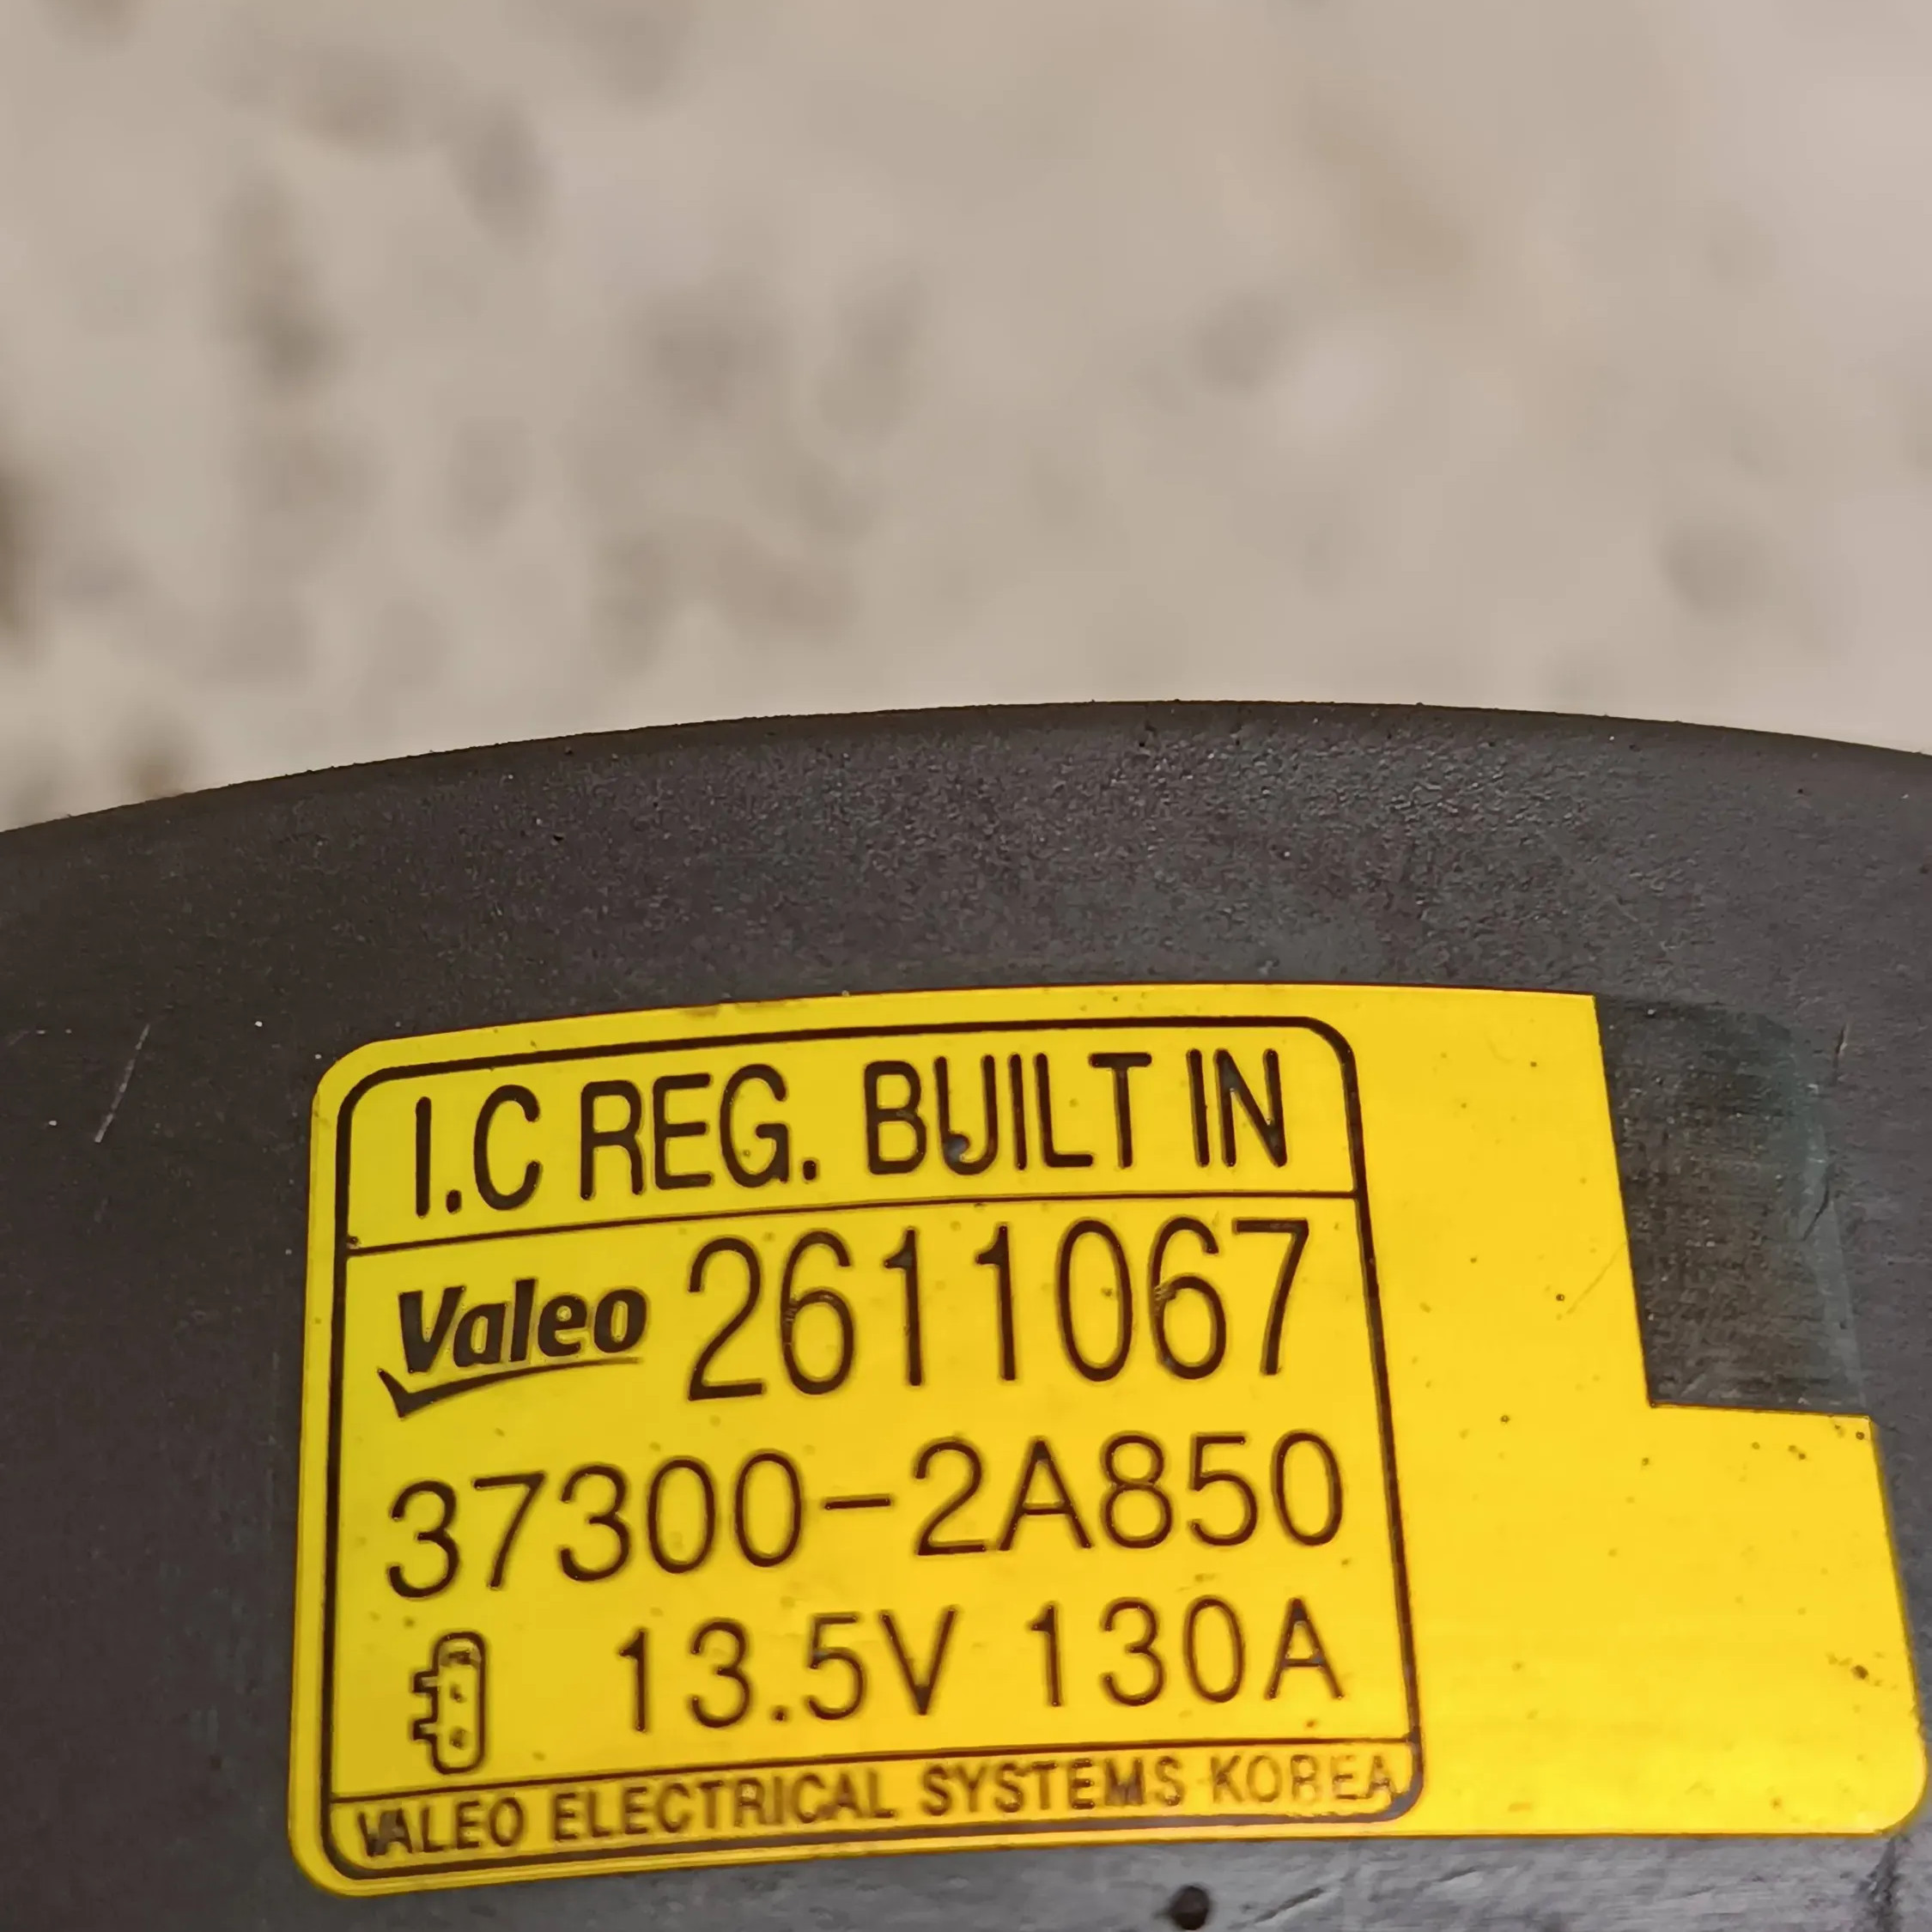 I.C REG. BUILT IN
Valeo 2611067
37300-2A850
13.5V 130A
VALEO ELECTRICAL SYSTEMS KOREA